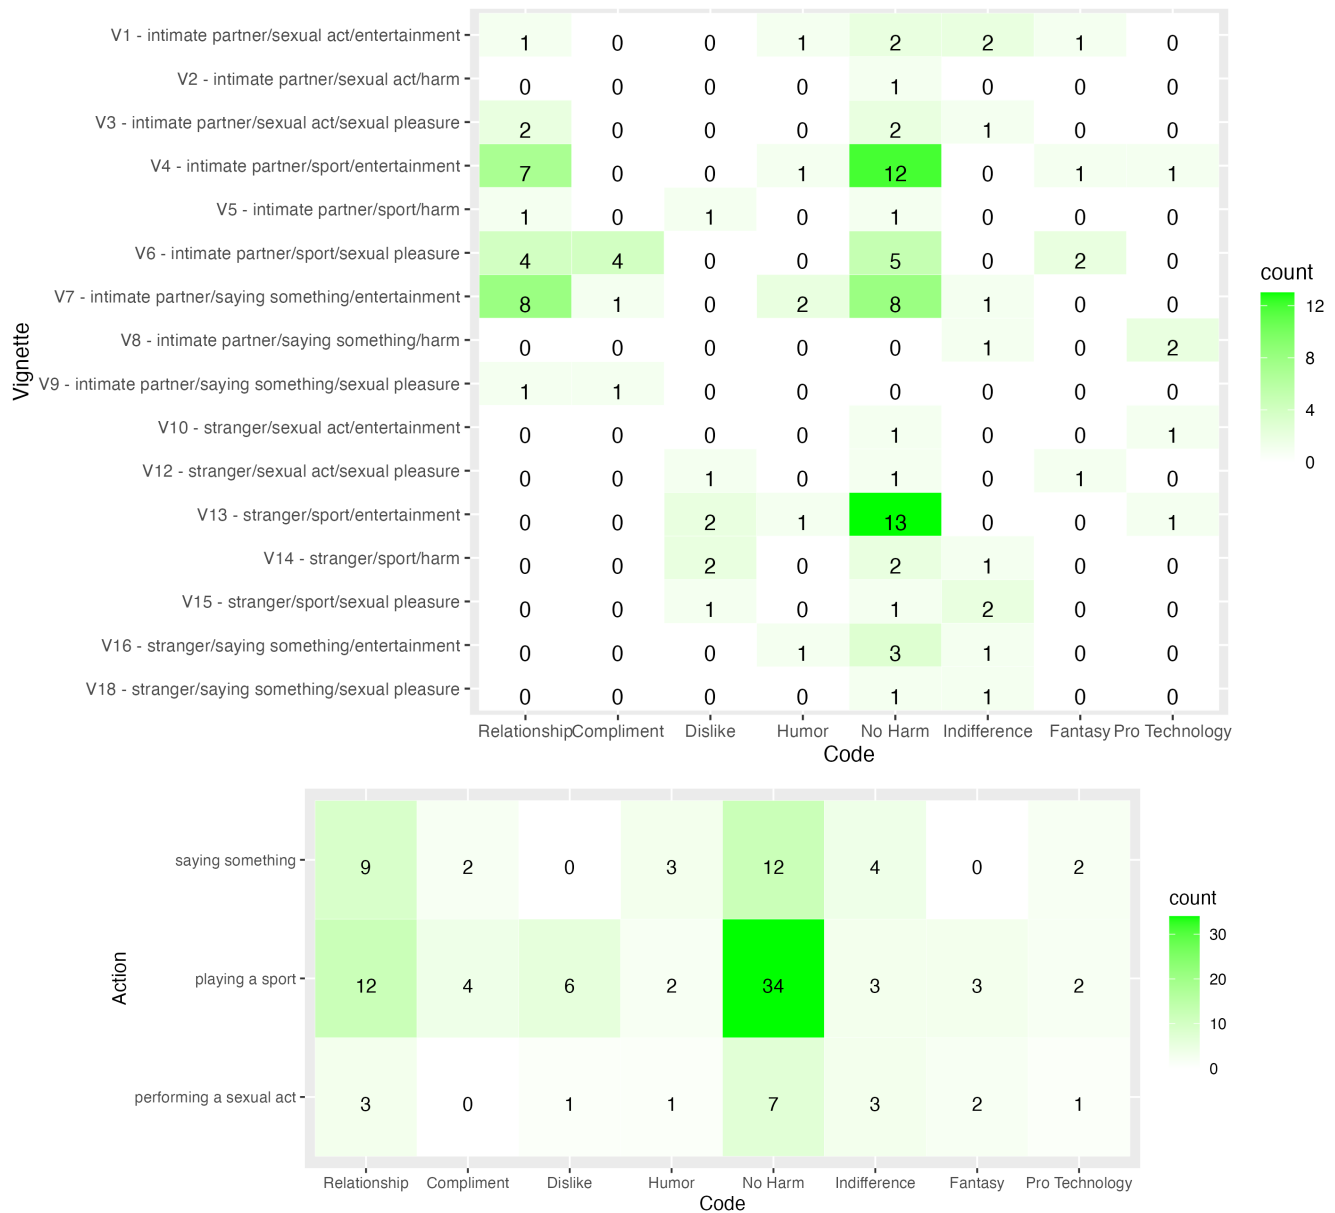 V1 - intimate partner/sexual act/entertainment 1 0 0 1 2 2 1 0
V2 - intimate partner/sexual act/harm 0 0 0 0 1 0 0 0
V3 - intimate partner/sexual act/sexual pleasure 2 0 0 0 2 1 0 0
V4 - intimate partner/sport/entertainment 7 0 0 1 12 0 1 1
V5 - intimate partner/sport/harm 1 0 1 0 1 0 0 0
V6 - intimate partner/sport/sexual pleasure 4 4 0 0 5 0 2 0
V7 - intimate partner/saying something/entertainment 8 1 0 2 8 1 0 0
V8 - intimate partner/saying something/harm 0 0 0 0 0 1 0 2
V9 - intimate partner/saying something/sexual pleasure 1 1 0 0 0 0 0 0
V10 - stranger/sexual act/entertainment 0 0 0 0 1 0 0 1
V12 - stranger/sexual act/sexual pleasure 0 0 1 0 1 0 1 0
V13 - stranger/sport/entertainment 0 0 2 1 13 0 0 1
V14 - stranger/sport/harm 0 0 2 0 2 1 0 0
V15 - stranger/sport/sexual pleasure 0 0 1 0 1 2 0 0
V16 - stranger/saying something/entertainment 0 0 0 1 3 1 0 0
V18 - stranger/saying something/sexual pleasure 0 0 0 0 1 1 0 0
Relationship Compliment Dislike Humor No Harm Indifference Fantasy Pro Technology
Code
Vignette
count
12
8
4
0
saying something 9 2 0 3 12 4 0 2
playing a sport 12 4 6 2 34 3 3 2
performing a sexual act 3 0 1 1 7 3 2 1
Relationship Compliment Dislike Humor No Harm Indifference Fantasy Pro Technology
Code
Action
count
30
20
10
0